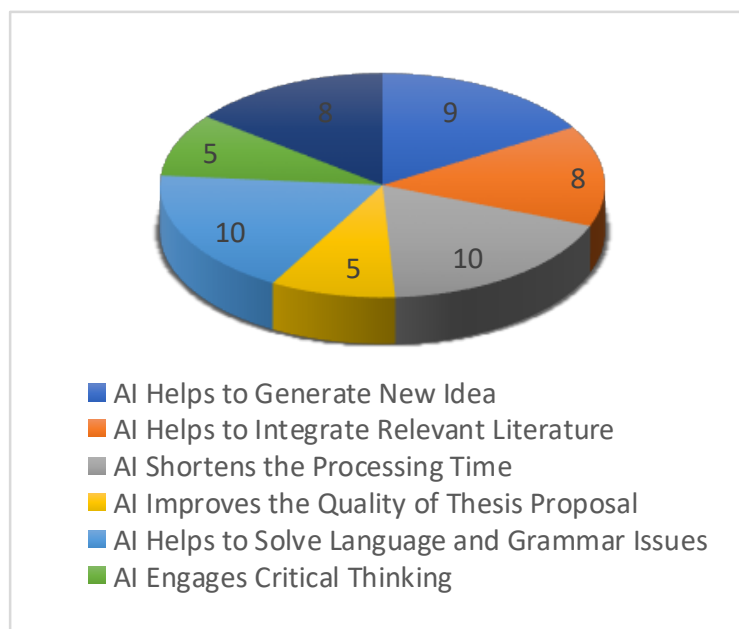 8
9
5
8
10
5
10
AI Helps to Generate New Idea
AI Helps to Integrate Relevant Literature
AI Shortens the Processing Time
AI Improves the Quality of Thesis Proposal
AI Helps to Solve Language and Grammar Issues
AI Engages Critical Thinking